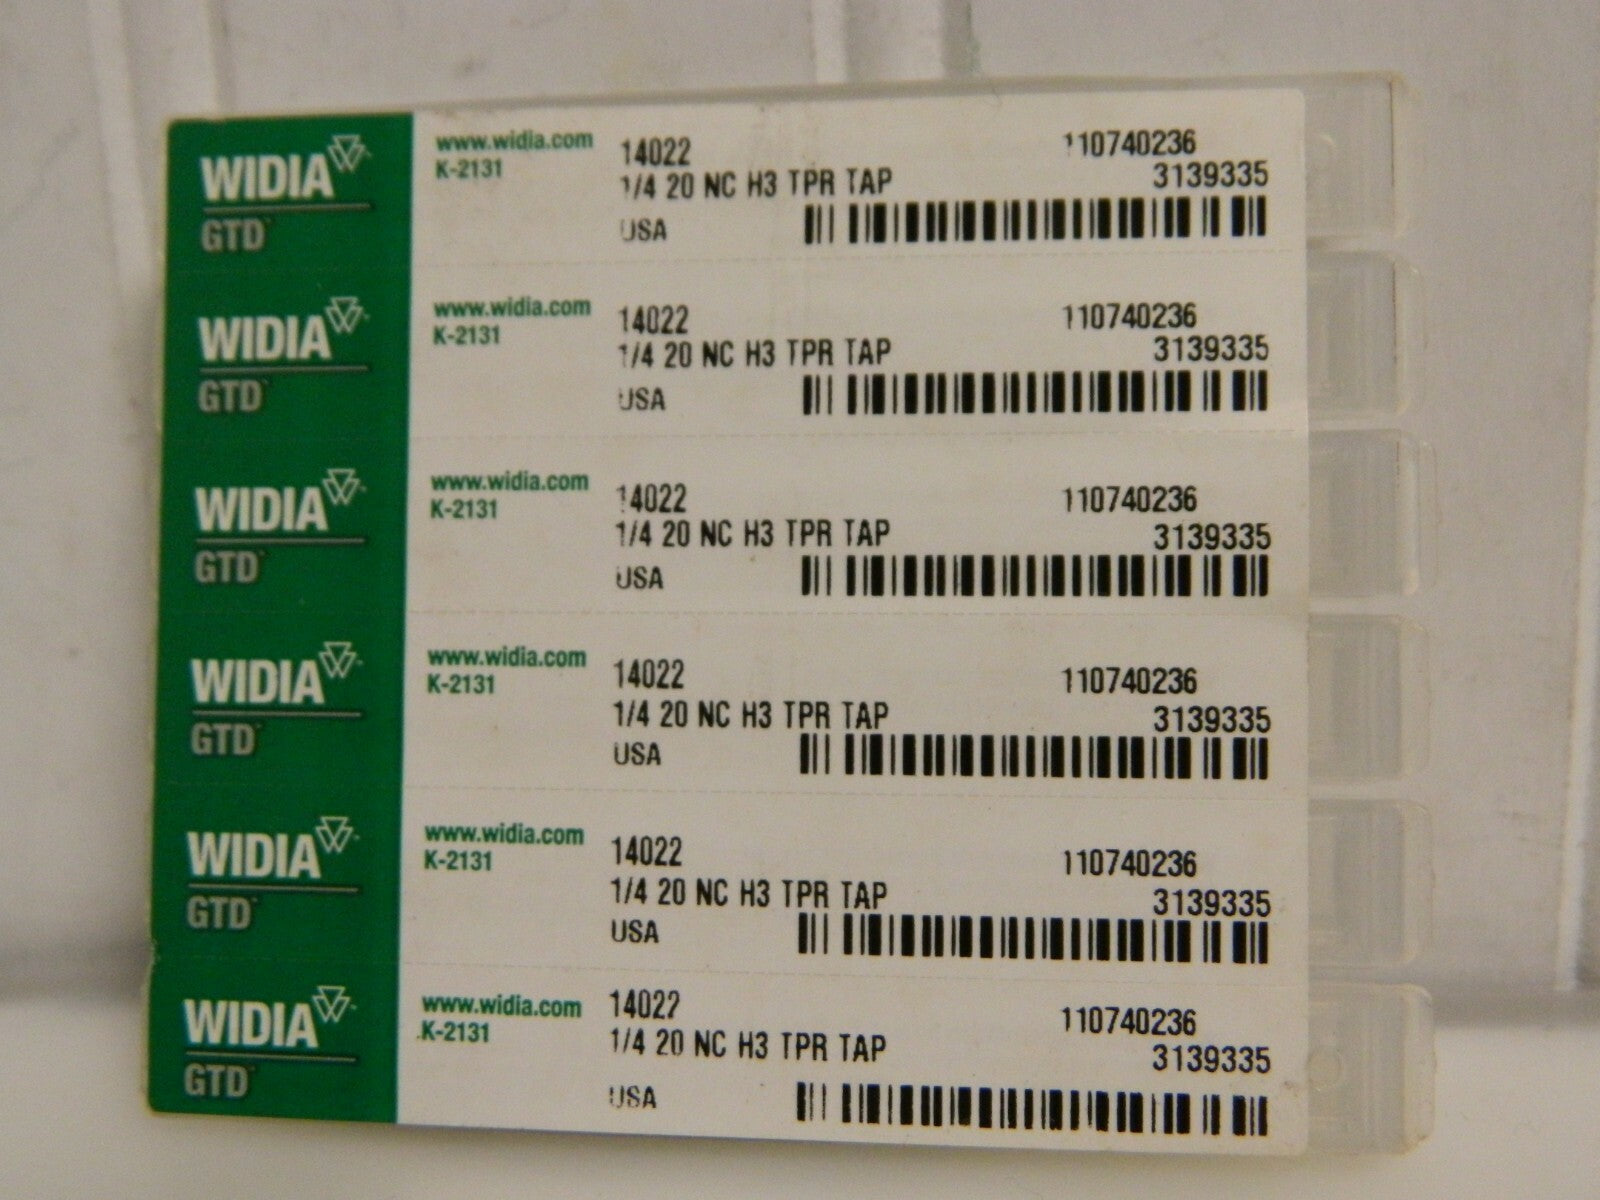 WIDIA
GTD
www.widia.com
K-2131
14022
1/4 20 NC H3 TPR TAP
USA
110740236
3139335
WIDIA
GTD
www.widia.com
K-2131
14022
1/4 20 NC H3 TPR TAP
USA
110740236
3139335
WIDIA
GTD
www.widia.com
K-2131
14022
1/4 20 NC H3 TPR TAP
USA
110740236
3139335
WIDIA
GTD
www.widia.com
K-2131
14022
1/4 20 NC H3 TPR TAP
USA
110740236
3139335
WIDIA
GTD
www.widia.com
K-2131
14022
1/4 20 NC H3 TPR TAP
USA
110740236
3139335
WIDIA
GTD
www.widia.com
K-2131
14022
1/4 20 NC H3 TPR TAP
USA
110740236
3139335